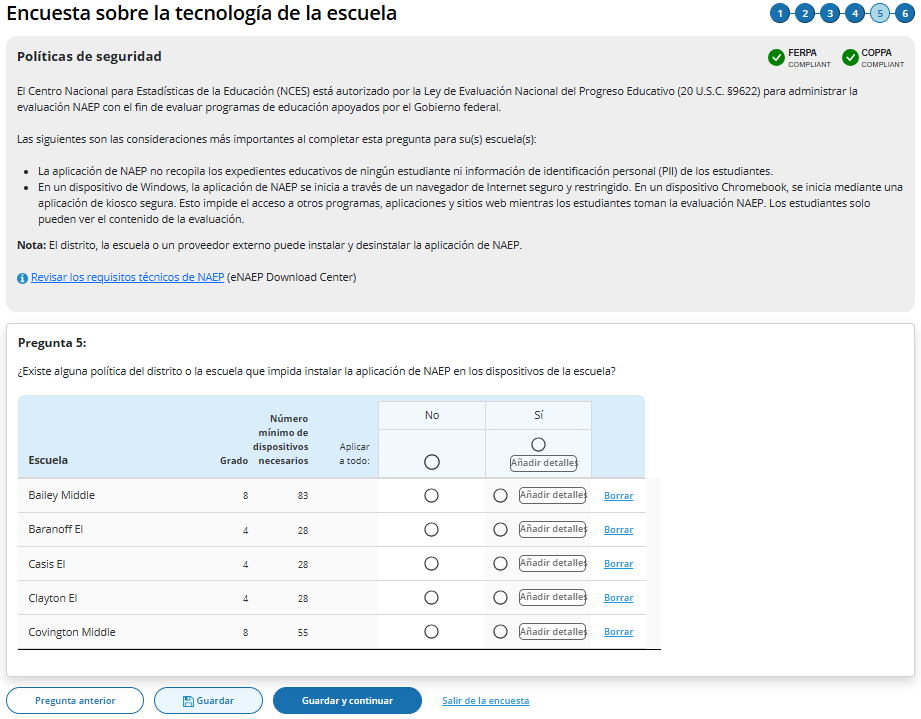 Encuesta sobre la tecnología de la escuela
1 2 3 4 5 6
Políticas de seguridad
FERPA
COMPLIANT
COPPA
COMPLIANT
El Centro Nacional para Estadísticas de la Educación (NCES) está autorizado por la Ley de Evaluación Nacional del Progreso Educativo (20 U.S.C. §9622) para administrar la
evaluación NAEP con el fin de evaluar programas de educación apoyados por el Gobierno federal.
Las siguientes son las consideraciones más importantes al completar esta pregunta para su(s) escuela(s):
• La aplicación de NAEP no recopila los expedientes educativos de ningún estudiante ni información de identificación personal (PII) de los estudiantes.
• En un dispositivo de Windows, la aplicación de NAEP se inicia a través de un navegador de Internet seguro y restringido. En un dispositivo Chromebook, se inicia mediante una
aplicación de kiosco segura. Esto impide el acceso a otros programas, aplicaciones y sitios web mientras los estudiantes toman la evaluación NAEP. Los estudiantes solo
pueden ver el contenido de la evaluación.
Nota: El distrito, la escuela o un proveedor externo puede instalar y desinstalar la aplicación de NAEP.
Revisar los requisitos técnicos de NAEP (eNAEP Download Center)
Pregunta 5:
¿Existe alguna política del distrito o la escuela que impida instalar la aplicación de NAEP en los dispositivos de la escuela?
Escuela
Grado
Número
mínimo de
dispositivos
necesarios
Aplicar
a todo:
No
Sí
Añadir detalles
Bailey Middle 8 83 Añadir detalles Borrar
Baranoff El 4 28 Añadir detalles Borrar
Casis El 4 28 Añadir detalles Borrar
Clayton El 4 28 Añadir detalles Borrar
Covington Middle 8 55 Añadir detalles Borrar
Pregunta anterior
Guardar
Guardar y continuar
Salir de la encuesta